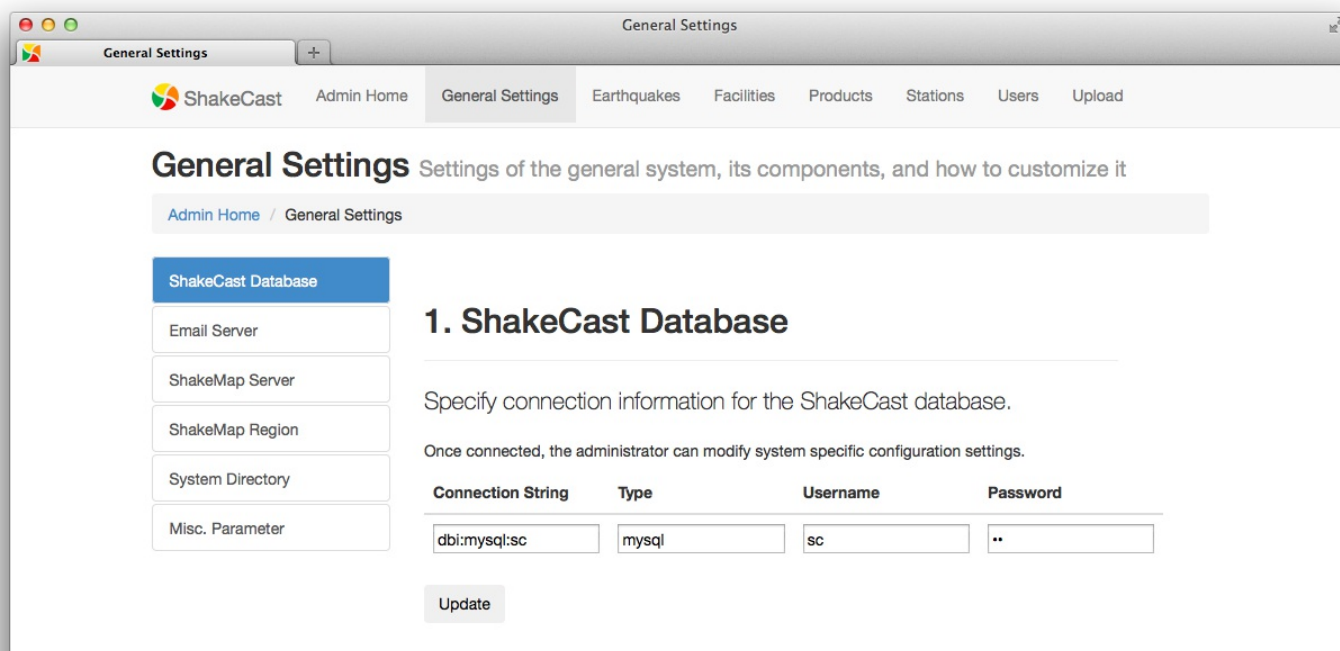 General Settings
General Settings
ShakeCast Admin Home General Settings Earthquakes Facilities Products Stations Users Upload
General Settings Settings of the general system, its components, and how to customize it
Admin Home / General Settings
ShakeCast Database
Email Server
ShakeMap Server
ShakeMap Region
System Directory
Misc. Parameter
1. ShakeCast Database
Specify connection information for the ShakeCast database.
Once connected, the administrator can modify system specific configuration settings.
Connection String Type Username Password
dbi:mysql:sc mysql sc ••
Update